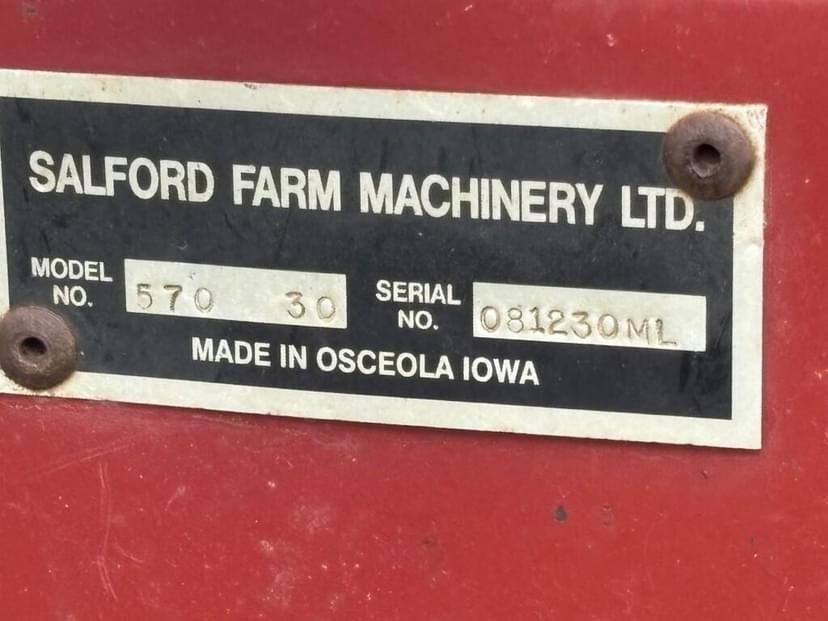 SALFORD FARM MACHINERY LTD.
MODEL NO. 570 30 SERIAL NO. 081230ML
MADE IN OSCEOLA IOWA